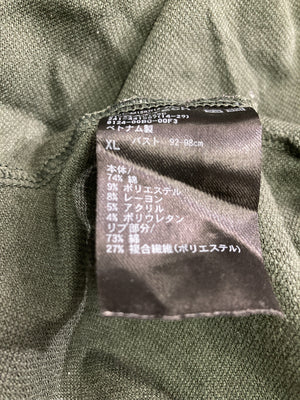 ベトナム製
XL バスト 92-98cm
本体/
74% 綿
9% ポリエステル
8% レーヨン
5% アクリル
4% ポリウレタン
リブ部分/
73% 綿
27% 複合繊維(ポリエステル)